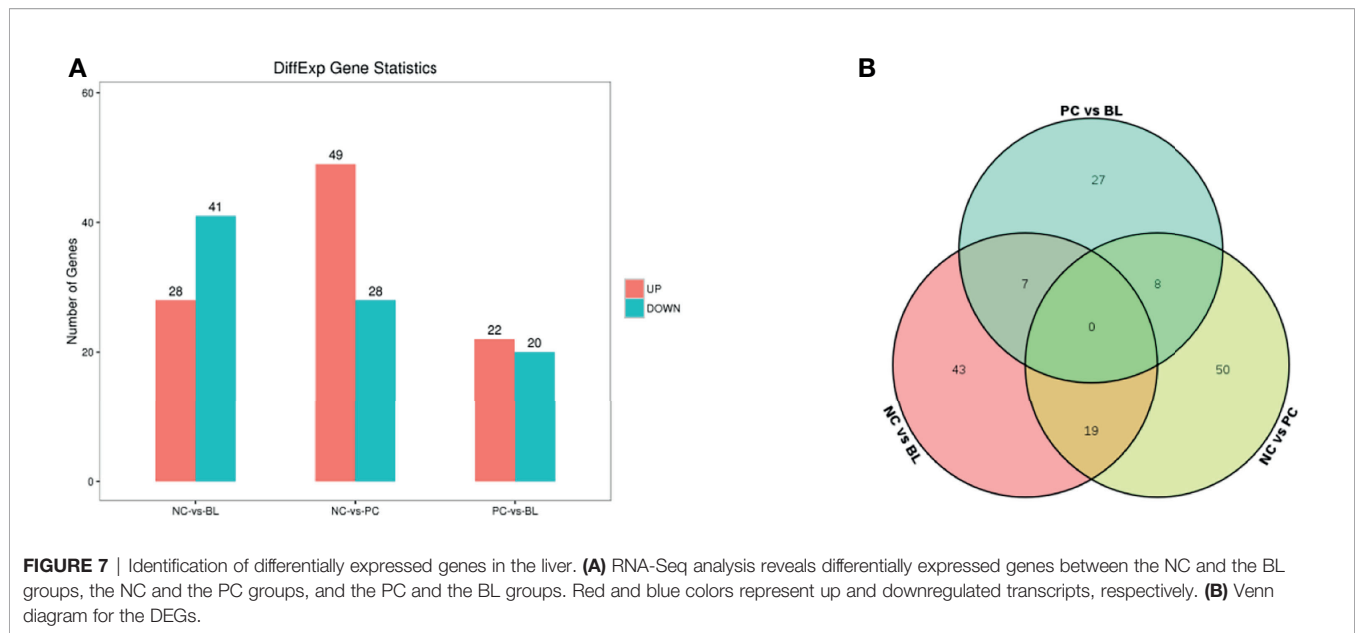 A
DiffExp Gene Statistics
60
40
20
0
Number of Genes
28
41
49
28
22
20
NC-vs-BL
NC-vs-PC
PC-vs-BL
UP
DOWN
B
PC vs BL
27
7
8
0
43
50
19
NC vs BL
NC vs PC
FIGURE 7 | Identification of differentially expressed genes in the liver. (A) RNA-Seq analysis reveals differentially expressed genes between the NC and the BL
groups, the NC and the PC groups, and the PC and the BL groups. Red and blue colors represent up and downregulated transcripts, respectively. (B) Venn
diagram for the DEGs.